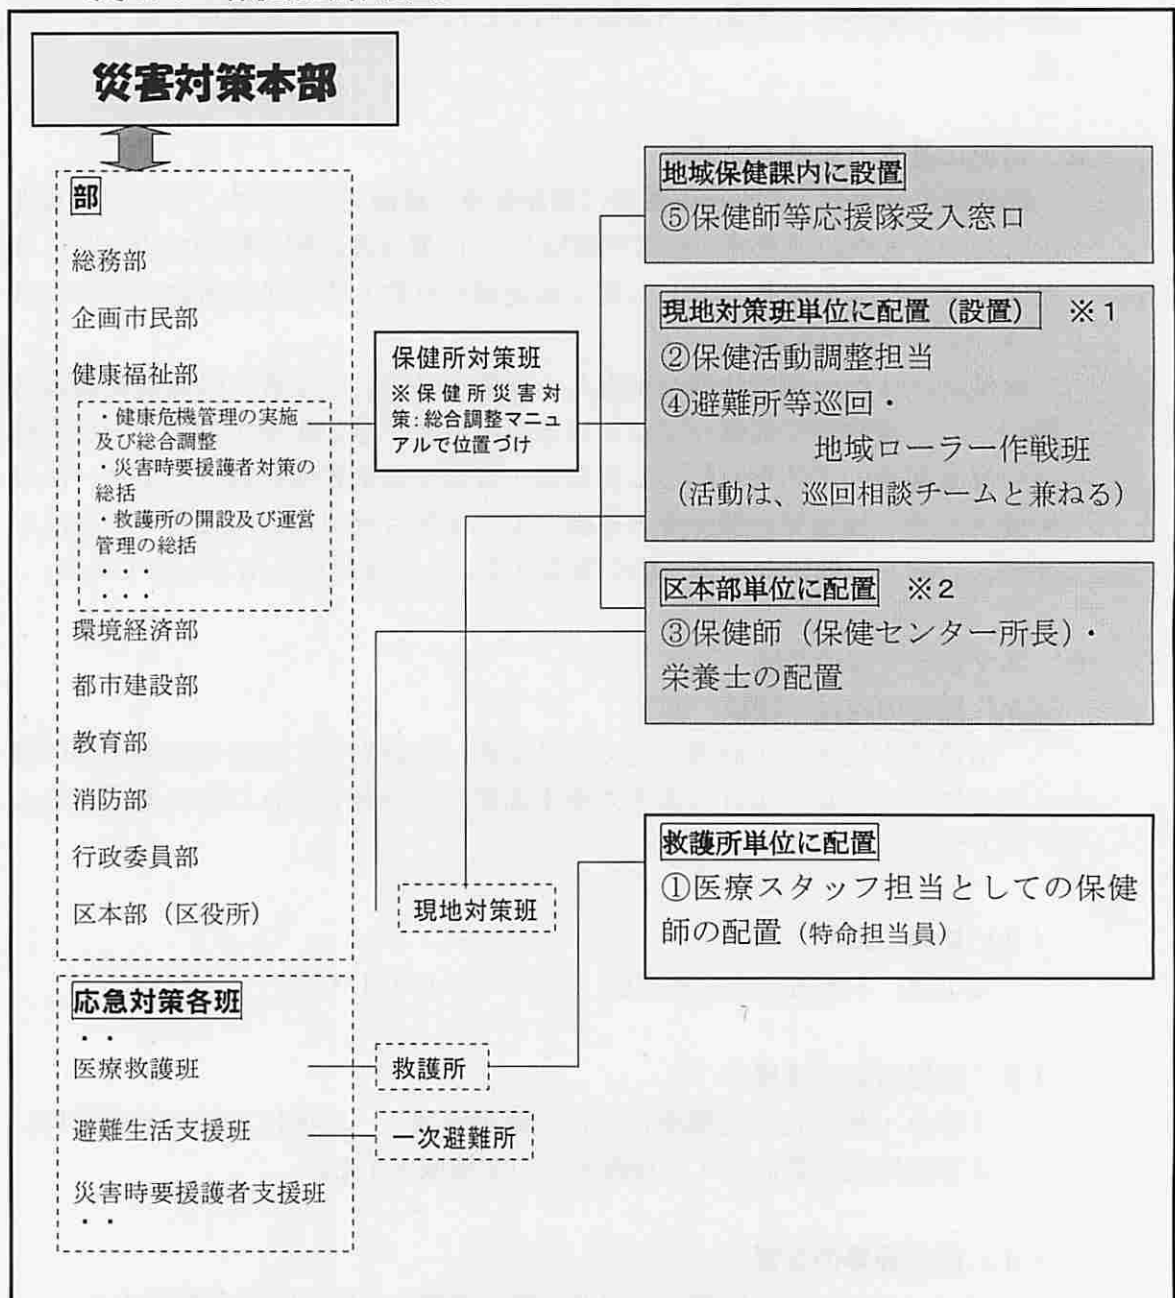 災害対策本部
部
総務部
企画市民部
健康福祉部
・健康危機管理の実施
及び総合調整
・災害時要援護者対策の
総括
・救護所の開設及び運営
管理の総括
・・・
・・・
環境経済部
都市建設部
教育部
消防部
行政委員部
区本部（区役所）
応急対策各班
・・
医療救護班
避難生活支援班
災害時要援護者支援班
・・
保健所対策班
※保健所災害対
策：総合調整マニュ
アルで位置づけ
現地対策班
救護所
一次避難所
地域保健課内に設置
⑤保健師等応援隊受入窓口
現地対策班単位に配置（設置） ※1
②保健活動調整担当
④避難所等巡回・
地域ローラー作戦班
（活動は、巡回相談チームと兼ねる）
区本部単位に配置 ※2
③保健師（保健センター所長）・
栄養士の配置
救護所単位に配置
①医療スタッフ担当としての保健
師の配置（特命担当員）